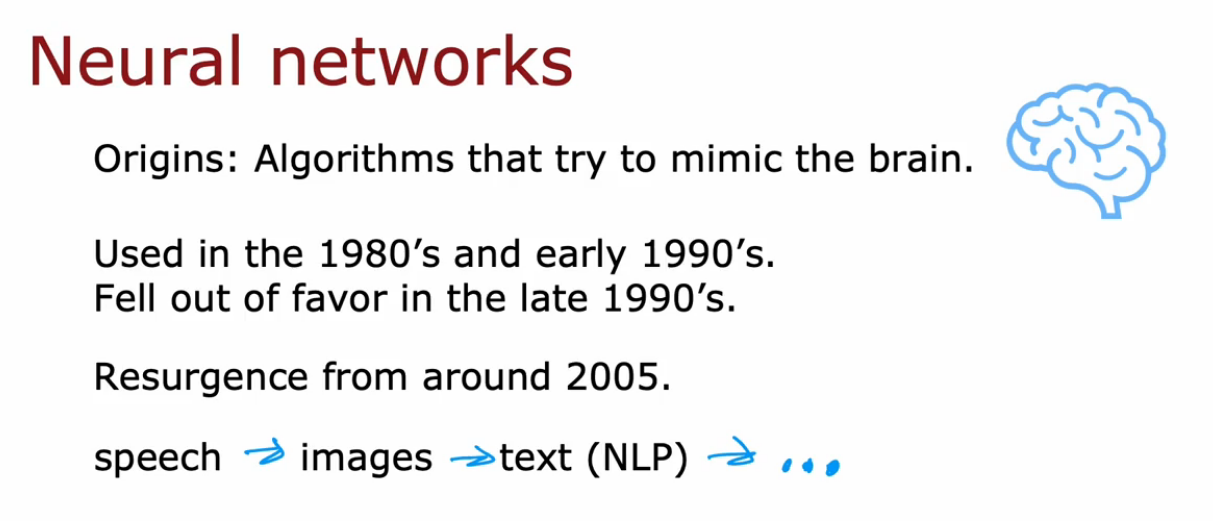 Neural networks
Origins: Algorithms that try to mimic the brain.
Used in the 1980’s and early 1990’s.
Fell out of favor in the late 1990’s.
Resurgence from around 2005.
speech → images → text (NLP) → ...